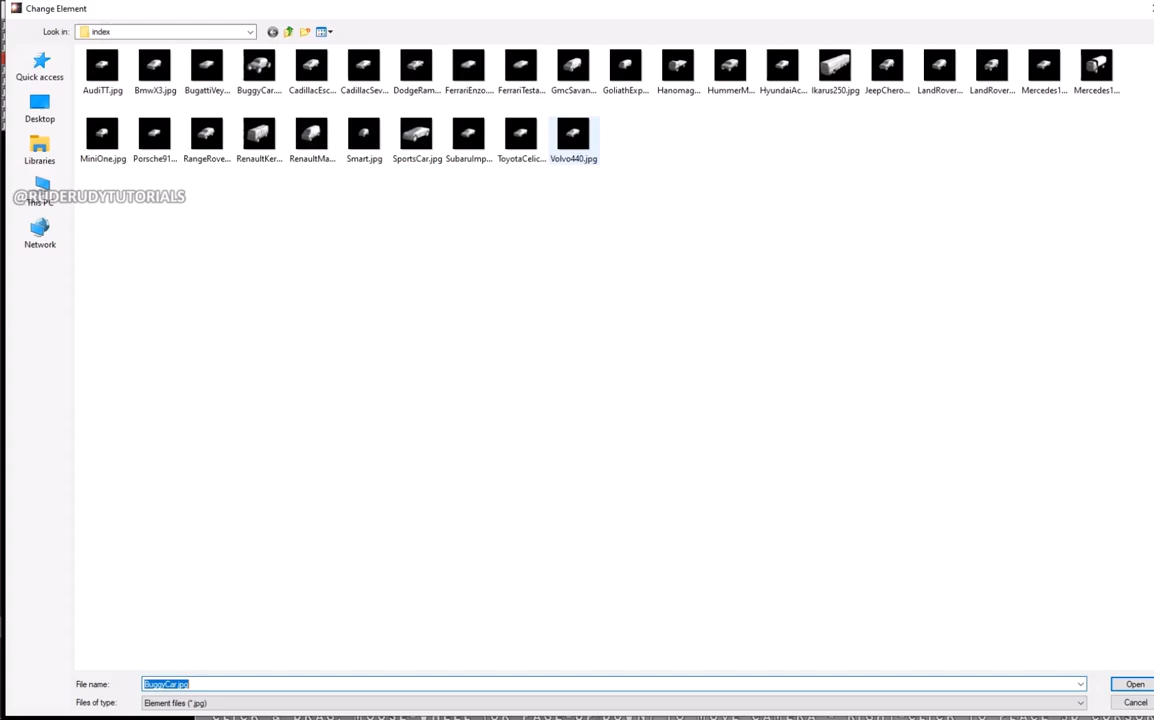 Change Element
Look in: index
Quick access
Desktop
Libraries
This PC
Network
@RUDERUDYTUTORIALS
AudiTT.jpg BmwX3.jpg BugattiVey... BuggyCar.... CadillacEsc... CadillacSev... DodgeRam... FerrariEnzo.... FerrariTesta... GmcSavan... GoliathExp... Hanomag... HummerM... HyundaiAc... Ikarus250.jpg JeepChero... LandRover... LandRover... Mercedes1... Mercedes1...
MiniOne.jpg Porsche91... RangeRove... RenaultKer... RenaultMa... Smart.jpg SportsCar.jpg SubaruImp... ToyotaCelic... Volvo440.jpg
File name: BuggyCar.jpg Open
Files of type: Element files (*.jpg) Cancel